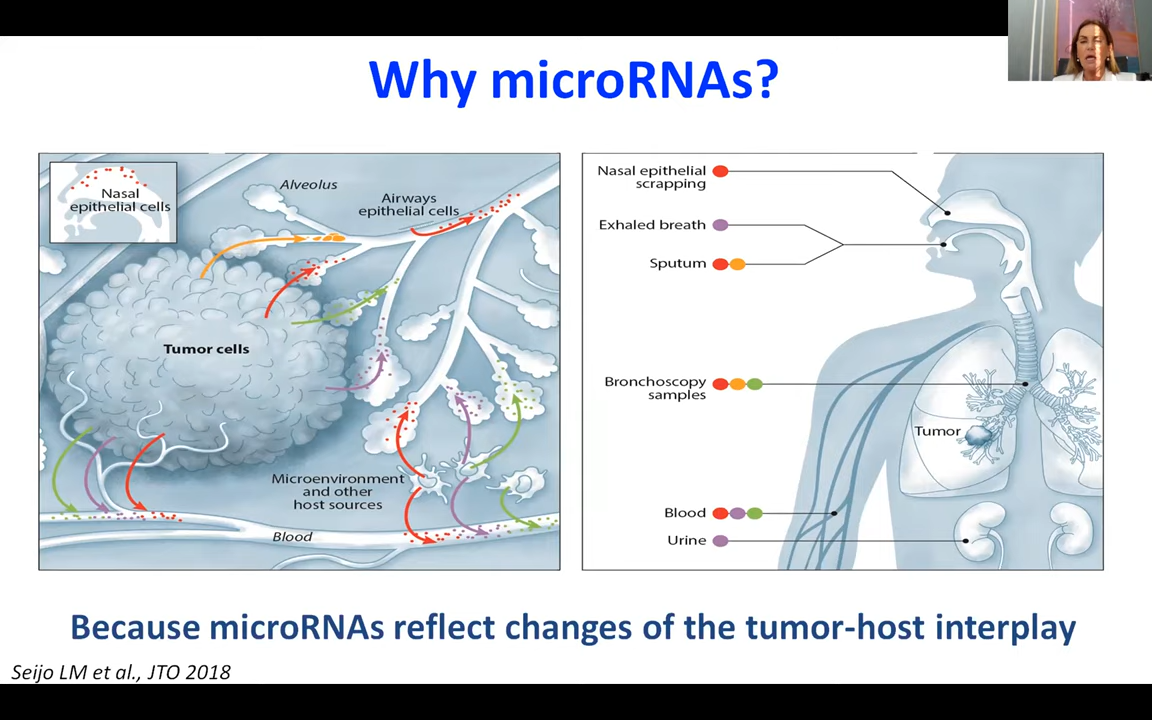 Why microRNAs?
Nasal
epithelial cells
Alveolus
Airways
epithelial cells
Tumor cells
Microenvironment
and other
host sources
Blood
Nasal epithelial
scrapping
Exhaled breath
Sputum
Bronchoscopy
samples
Tumor
Blood
Urine
Because microRNAs reflect changes of the tumor-host interplay
Seijo LM et al., JTO 2018